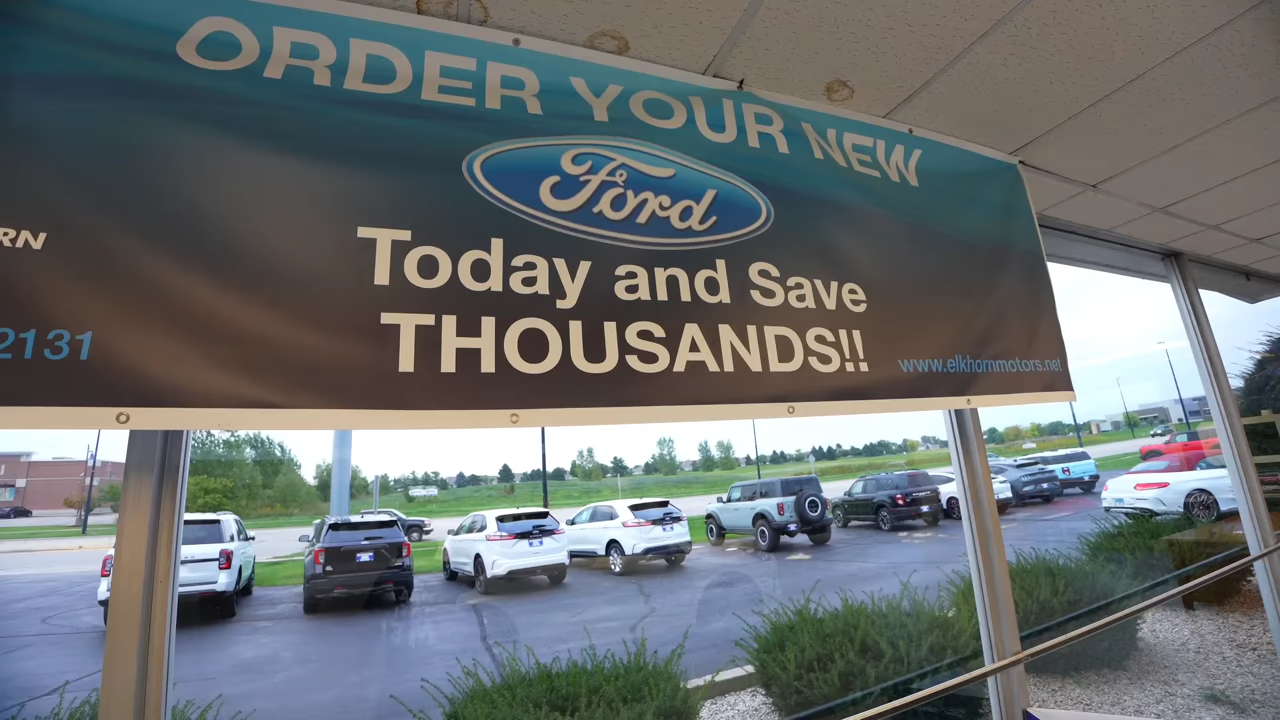 ORDER YOUR NEW
Ford
Today and Save
THOUSANDS!!
RN
2131
www.elkhornmotors.net